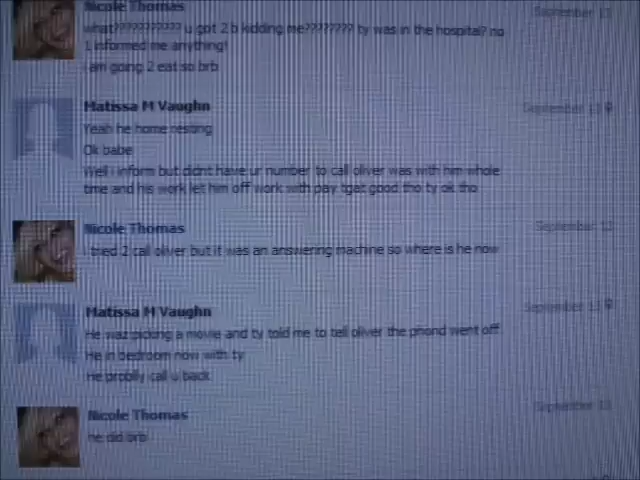 Nicole Thomas
September 13
what??????????? u got 2 b kidding me???????? ty was in the hospital? no
1 informed me anything!
i am going 2 eat so brb
Matissa M Vaughn
September 13
Yeah he home resting
Ok babe
Well i inform but didnt have ur number to call oliver was with him whole
time and his work let him off work with pay tgat good tho ty ok tho
Nicole Thomas
September 13
i tried 2 call oliver but it was an answering machine so where is he now
Matissa M Vaughn
September 13
He waz picking a movie and ty told me to tell oliver the phond went off
He in bedroom now with ty
He problly call u back
Nicole Thomas
September 13
he did brb